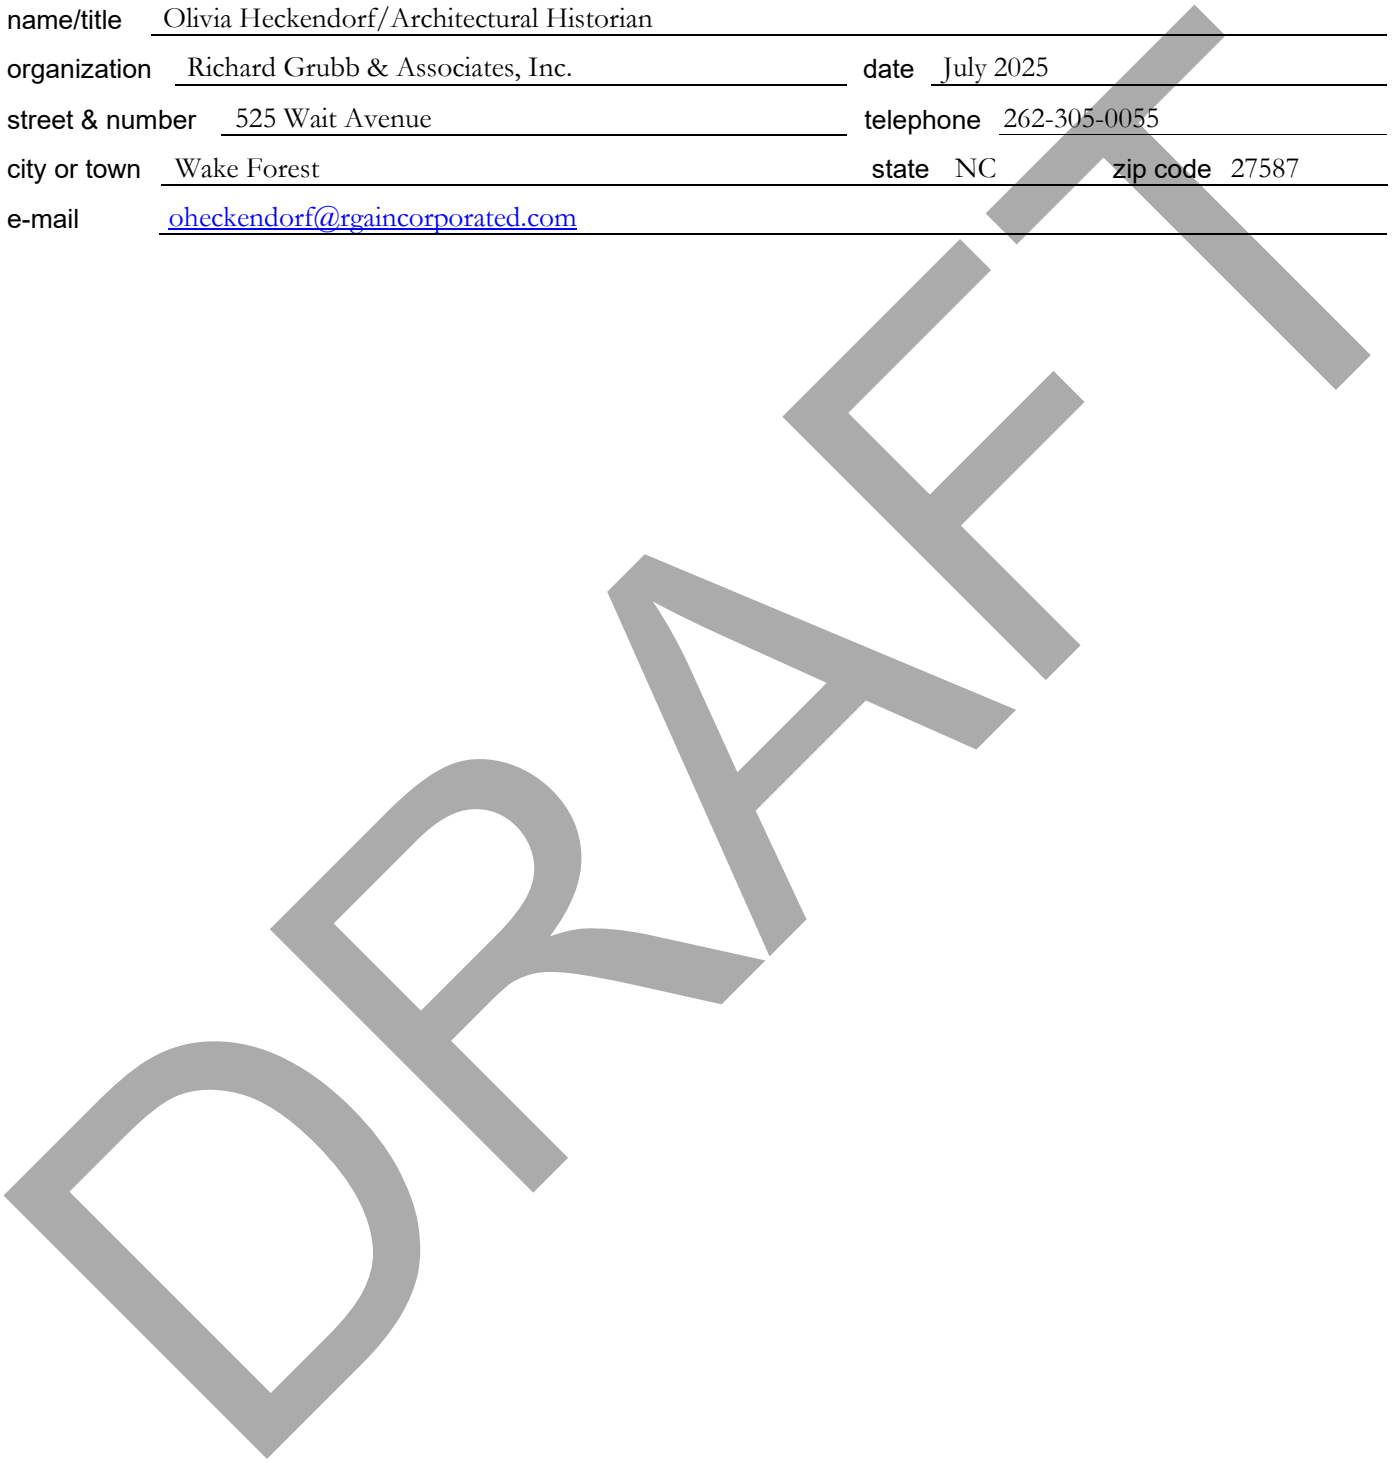 name/title Olivia Heckendorf/Architectural Historian
organization Richard Grubb & Associates, Inc. date July 2025
street & number 525 Wait Avenue telephone 262-305-0055
city or town Wake Forest state NC zip code 27587
e-mail oheckendorf@rgaincorporated.com
DRAFT